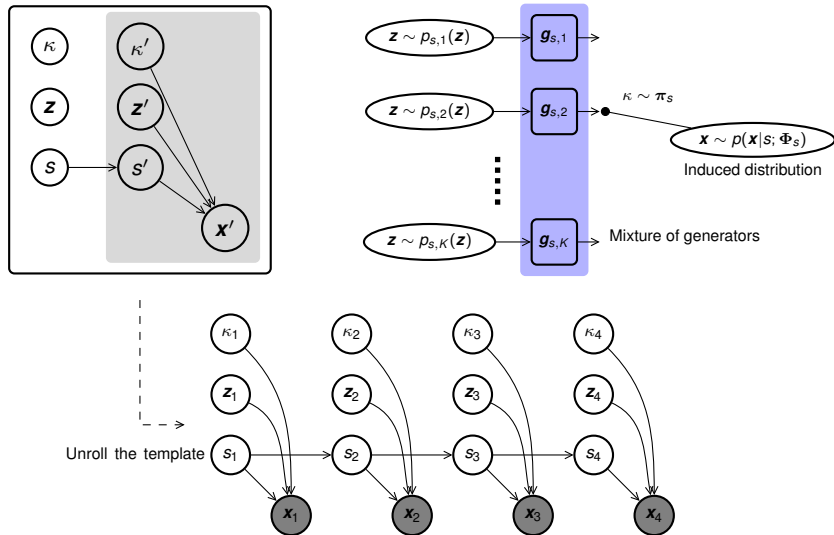 κ
κ′
z
z′
s
s′
x′
z ∼ p_{s,1}(z)
g_{s,1}
z ∼ p_{s,2}(z)
g_{s,2}
κ ∼ π_s
x ∼ p(x|s; Φ_s)
Induced distribution
z ∼ p_{s,K}(z)
g_{s,K}
Mixture of generators
κ₁ κ₂ κ₃ κ₄
z₁ z₂ z₃ z₄
Unroll the template s₁ s₂ s₃ s₄
x₁ x₂ x₃ x₄